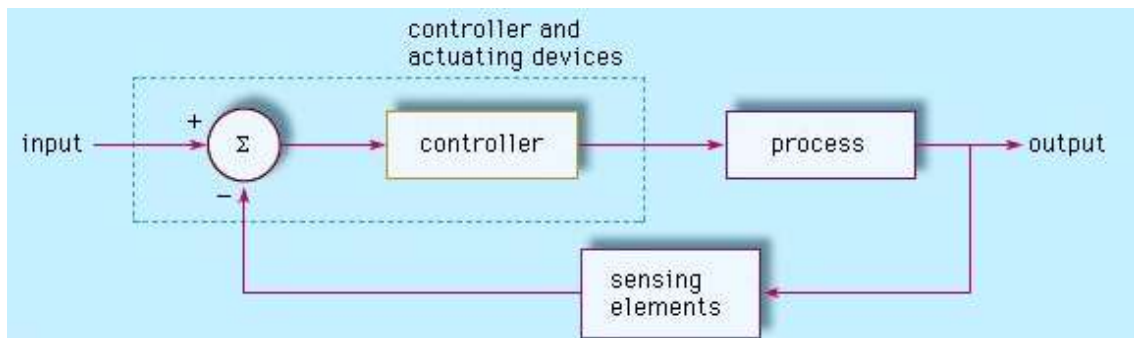 controller and
actuating devices
input
+
Σ
−
controller
process
output
sensing
elements